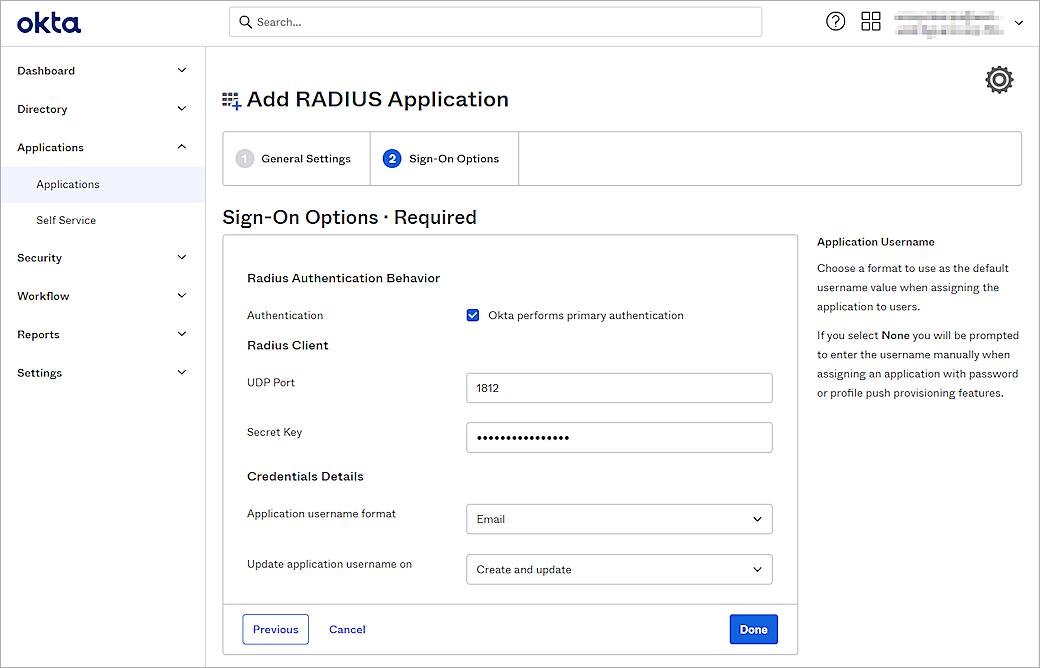 okta
Search...
Dashboard
Directory
Applications
Applications
Self Service
Security
Workflow
Reports
Settings
Add RADIUS Application
1 General Settings
2 Sign-On Options
Sign-On Options · Required
Radius Authentication Behavior
Authentication
Okta performs primary authentication
Radius Client
UDP Port
1812
Secret Key
••••••••••••••••
Credentials Details
Application username format
Email
Update application username on
Create and update
Previous
Cancel
Done
Application Username
Choose a format to use as the default
username value when assigning the
application to users.
If you select None you will be prompted
to enter the username manually when
assigning an application with password
or profile push provisioning features.